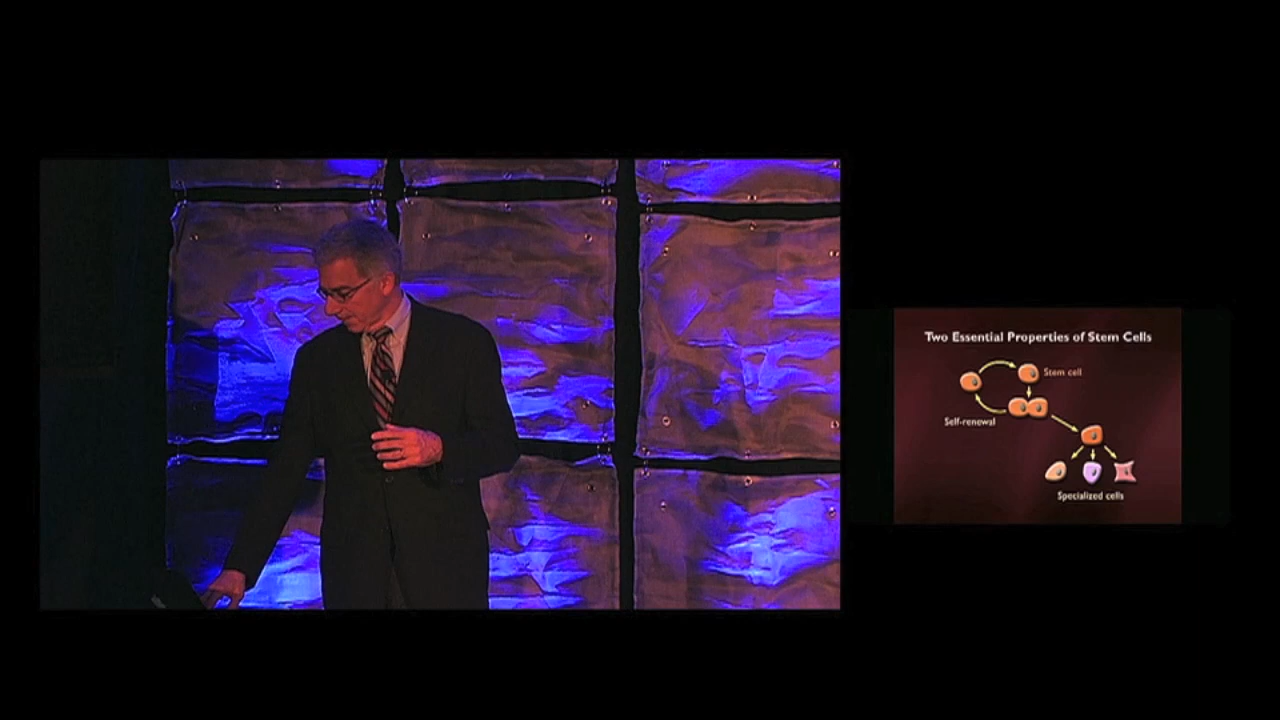 Two Essential Properties of Stem Cells
Stem cell
Self-renewal
Specialized cells